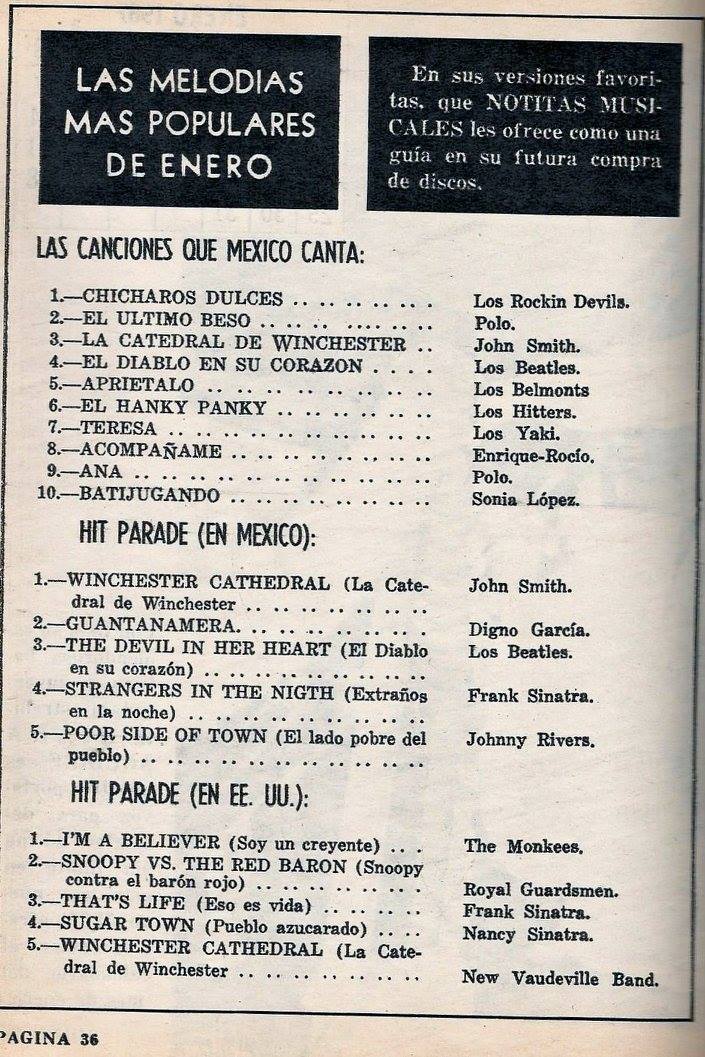 LAS MELODIAS
MAS POPULARES
DE ENERO
En sus versiones favori-
tas, que NOTITAS MUSI-
CALES les ofrece como una
guía en su futura compra
de discos.
LAS CANCIONES QUE MEXICO CANTA:
1.—CHICHAROS DULCES .. .. .. .. . Los Rockin Devils.
2.—EL ULTIMO BESO .. .. .. .... .. .. Polo.
3.—LA CATEDRAL DE WINCHESTER .. John Smith.
4.—EL DIABLO EN SU CORAZON . . . . Los Beatles.
5.—APRIETALO .. .. .. .. .. .. .. .. Los Belmonts
6.—EL HANKY PANKY .. .. .. .. .. .. Los Hitters.
7.—TERESA .. .. .. .. .. .. .. .. .. Los Yaki.
8.—ACOMPAÑAME .. .. .. .. .. .. .. Enrique-Rocío.
9.—ANA .. .. .. .. .. .. .. .. .. .. Polo.
10.—BATIJUGANDO .. .. .. .. .. .. .. Sonia López.
HIT PARADE (EN MEXICO):
1.—WINCHESTER CATHEDRAL (La Cate- John Smith.
dral de Winchester .. .. .. .. .. ..
2.—GUANTANAMERA. .. .. .. .. .. .. Digno García.
3.—THE DEVIL IN HER HEART (El Diablo Los Beatles.
en su corazón) .. .. .. .. .. .. .. ..
4.—STRANGERS IN THE NIGTH (Extraños Frank Sinatra.
en la noche) .. .. .. .. .. .. .. ..
5.—POOR SIDE OF TOWN (El lado pobre del Johnny Rivers.
pueblo) .. .. .. .. .. .. .. .. .. ..
HIT PARADE (EN EE. UU.):
1.—I'M A BELIEVER (Soy un creyente) .. . The Monkees.
2.—SNOOPY VS. THE RED BARON (Snoopy
contra el barón rojo) .. .. .. .. .. .. Royal Guardsmen.
3.—THAT'S LIFE (Eso es vida) .. .. .. .. Frank Sinatra.
4.—SUGAR TOWN (Pueblo azucarado) .. .. Nancy Sinatra.
5.—WINCHESTER CATHEDRAL (La Cate-
dral de Winchester .. .. .. .. .. .. . New Vaudeville Band.
PAGINA 36